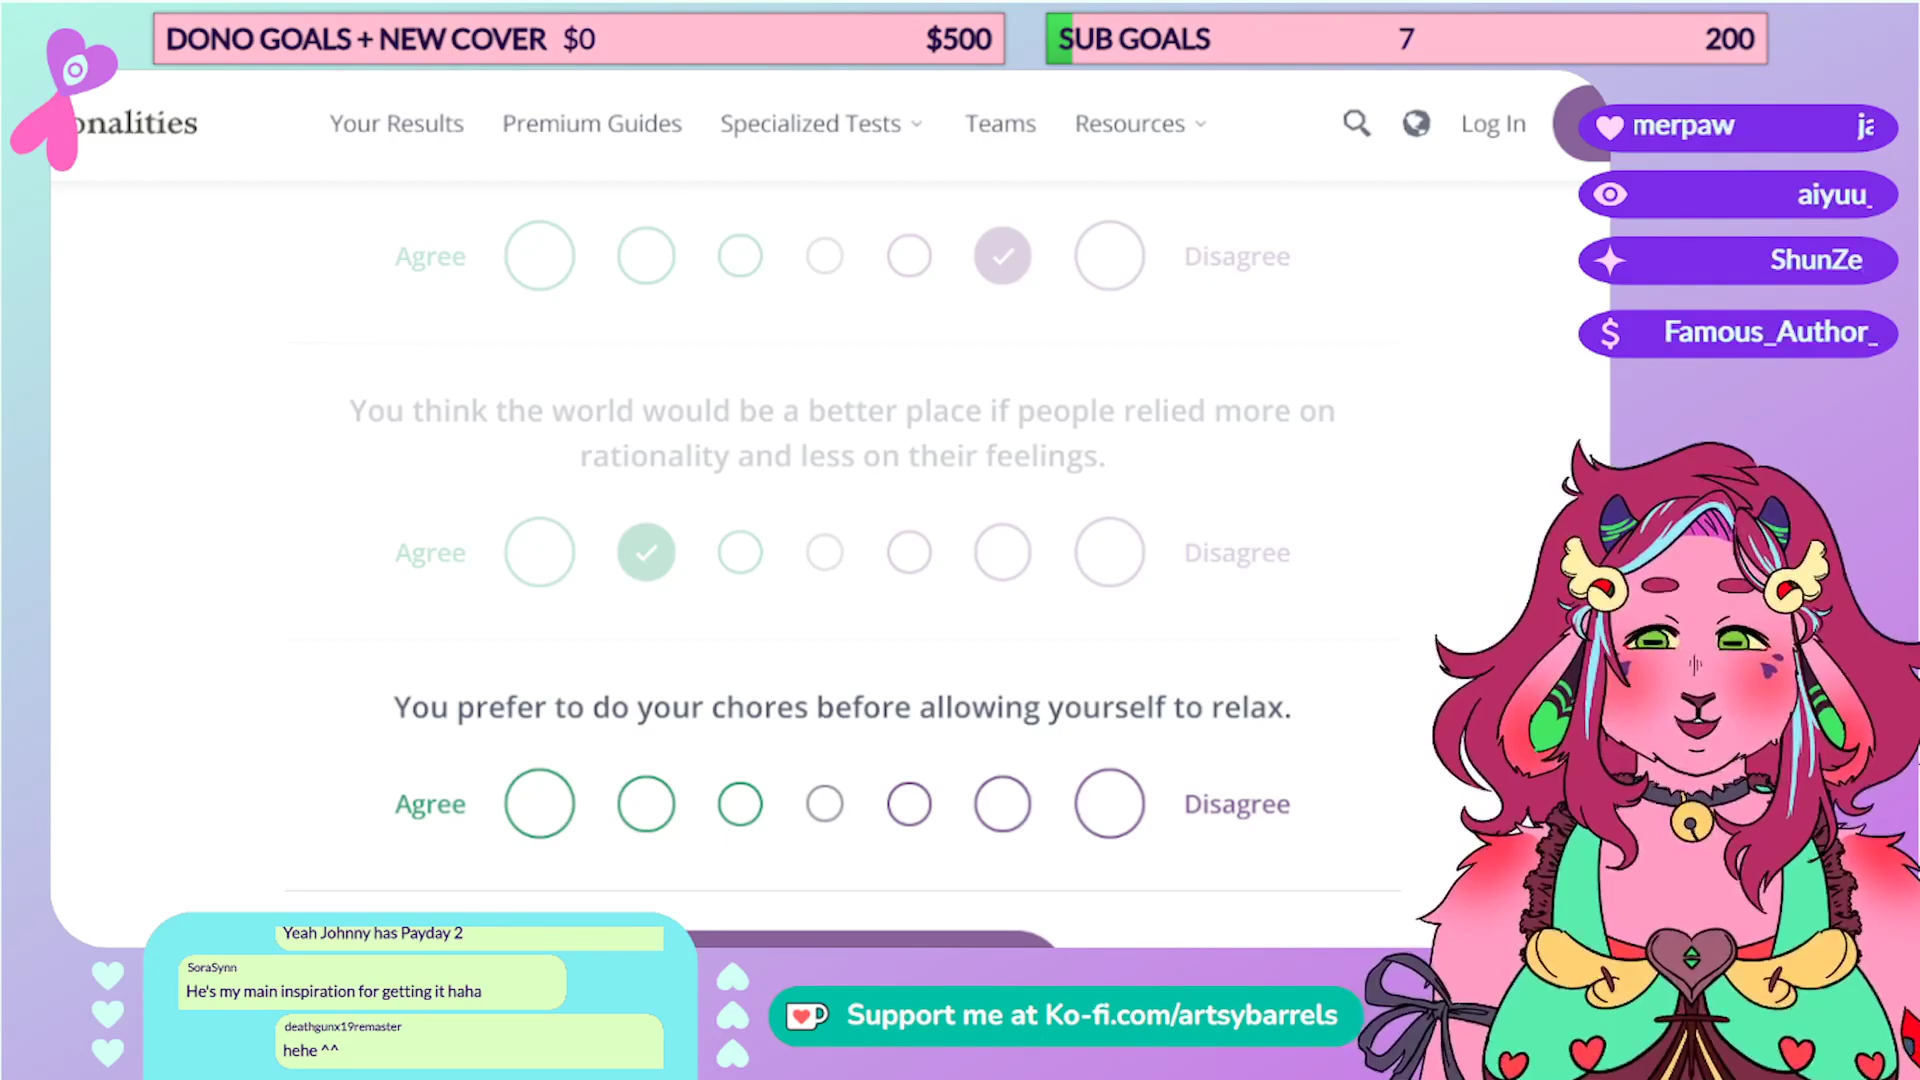 DONO GOALS + NEW COVER $0 $500
SUB GOALS 7 200
onalities
Your Results Premium Guides Specialized Tests Teams Resources Log In
merpaw ja
aiyuu_
ShunZe
Famous_Author_
Agree Disagree
You think the world would be a better place if people relied more on
rationality and less on their feelings.
Agree Disagree
You prefer to do your chores before allowing yourself to relax.
Agree Disagree
Yeah Johnny has Payday 2
SoraSynn
He's my main inspiration for getting it haha
deathgunx19remaster
hehe ^^
Support me at Ko-fi.com/artsybarrels